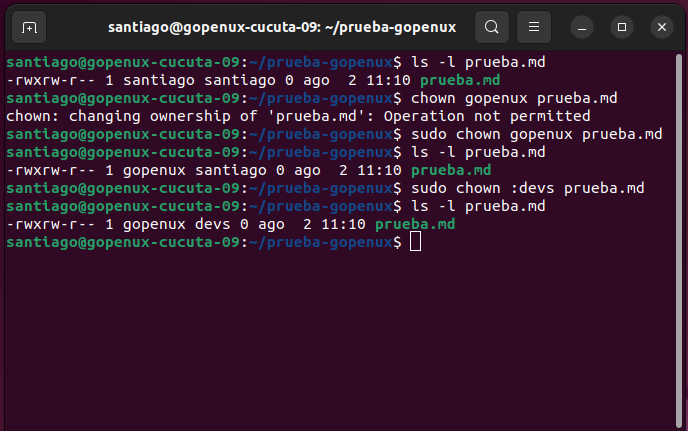 santiago@gopenux-cucuta-09: ~/prueba-gopenux
santiago@gopenux-cucuta-09:~/prueba-gopenux$ ls -l prueba.md
-rwxrw-r-- 1 santiago santiago 0 ago  2 11:10 prueba.md
santiago@gopenux-cucuta-09:~/prueba-gopenux$ chown gopenux prueba.md
chown: changing ownership of 'prueba.md': Operation not permitted
santiago@gopenux-cucuta-09:~/prueba-gopenux$ sudo chown gopenux prueba.md
santiago@gopenux-cucuta-09:~/prueba-gopenux$ ls -l prueba.md
-rwxrw-r-- 1 gopenux santiago 0 ago  2 11:10 prueba.md
santiago@gopenux-cucuta-09:~/prueba-gopenux$ sudo chown :devs prueba.md
santiago@gopenux-cucuta-09:~/prueba-gopenux$ ls -l prueba.md
-rwxrw-r-- 1 gopenux devs 0 ago  2 11:10 prueba.md
santiago@gopenux-cucuta-09:~/prueba-gopenux$